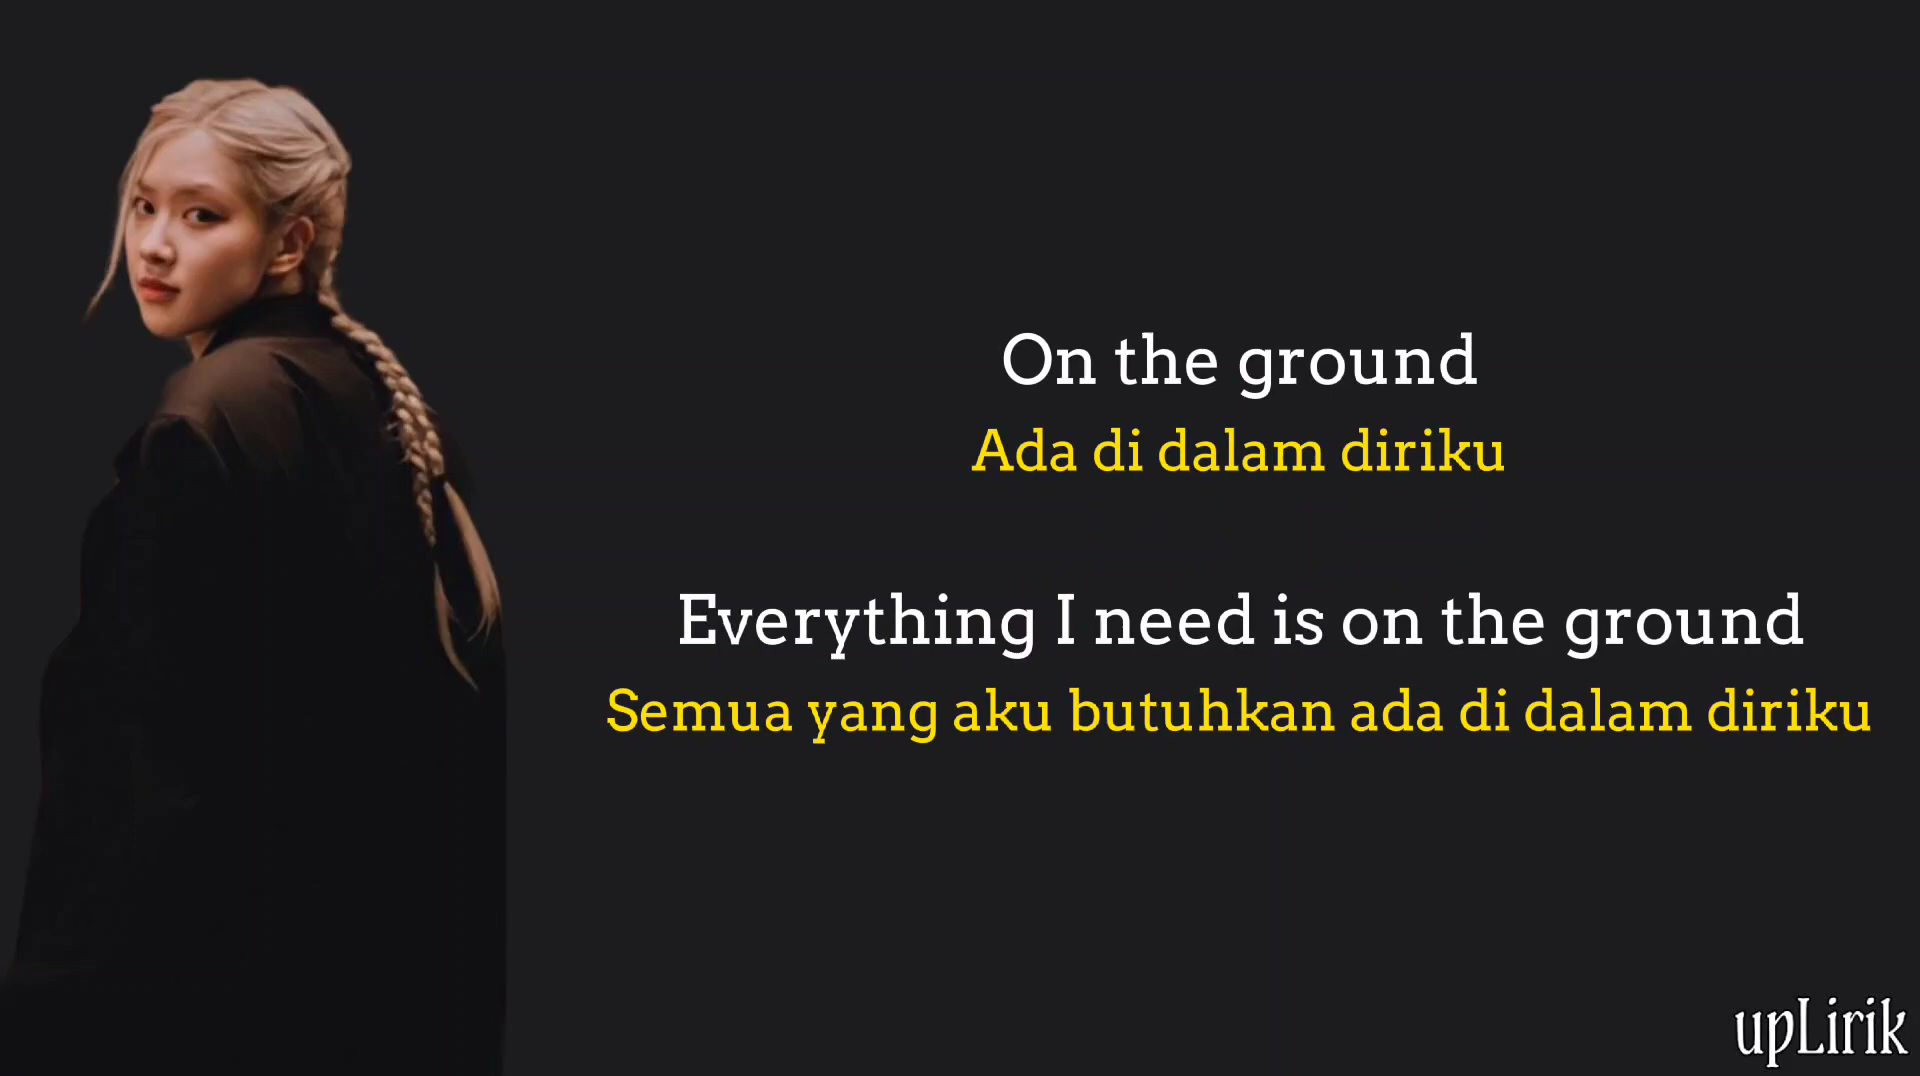 On the ground
Ada di dalam diriku
Everything I need is on the ground
Semua yang aku butuhkan ada di dalam diriku
upLirik